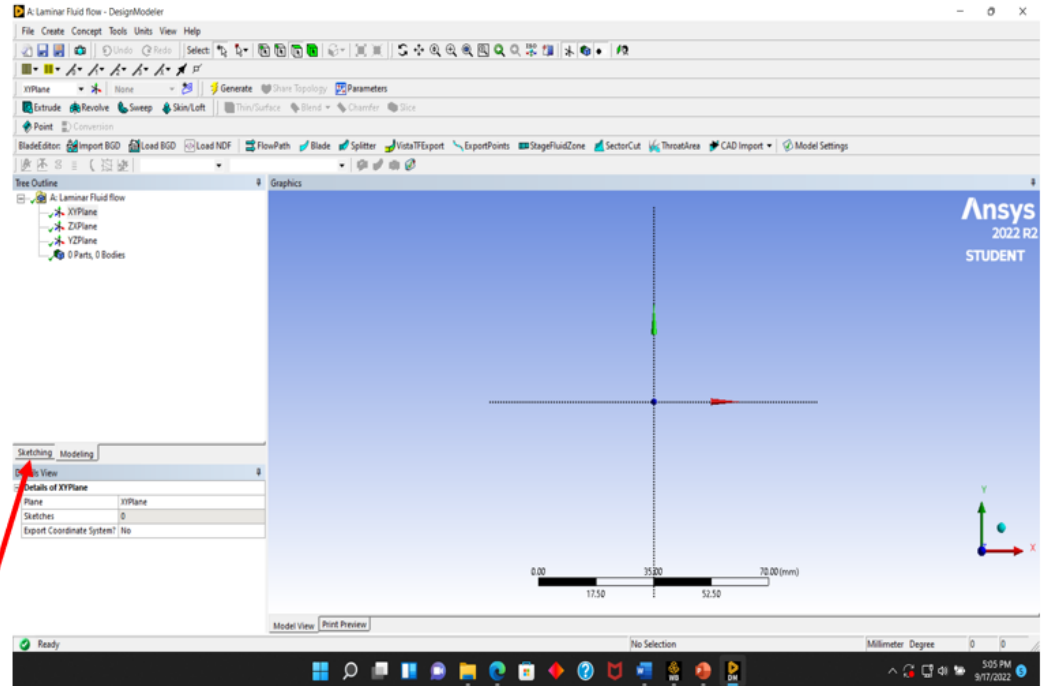 A: Laminar Fluid flow - DesignModeler
File Create Concept Tools Units View Help
Undo Redo Select:
XYPlane None Generate Share Topology Parameters
Extrude Revolve Sweep Skin/Loft Thin/Surface Blend Chamfer Slice
Point Conversion
BladeEditor: Import BGD Load BGD Load NDF FlowPath Blade Splitter VistaTFExport ExportPoints StageFluidZone SectorCut ThroatArea CAD Import Model Settings
Tree Outline
A: Laminar Fluid flow
XYPlane
ZXPlane
YZPlane
0 Parts, 0 Bodies
Sketching Modeling
Details of XYPlane
Plane XYPlane
Sketches 0
Export Coordinate System? No
Graphics
Ansys
2022 R2
STUDENT
Y
X
0.00 35.00 70.00 (mm)
17.50 52.50
Model View Print Preview
Ready No Selection Millimeter Degree 0 0
5:05 PM
9/17/2022